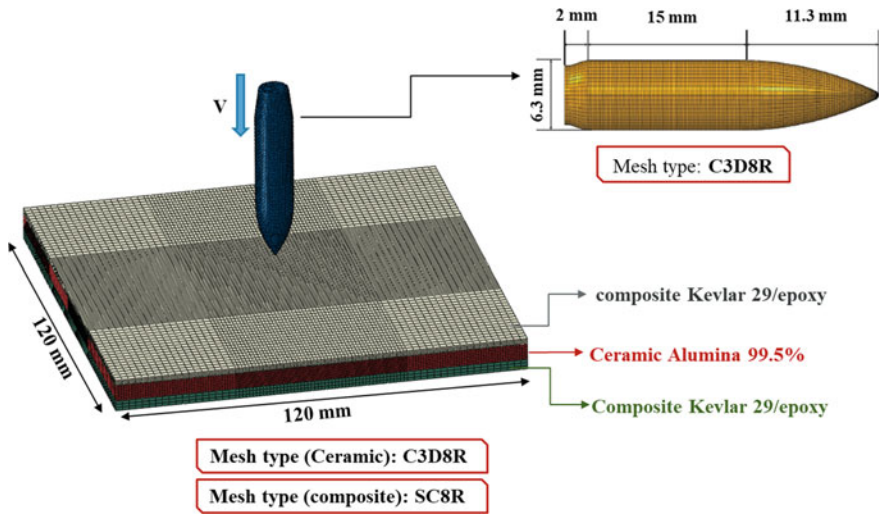 2 mm
15 mm
11.3 mm
V
6.3 mm
Mesh type: C3D8R
composite Kevlar 29/epoxy
Ceramic Alumina 99.5%
Composite Kevlar 29/epoxy
120 mm
120 mm
Mesh type (Ceramic): C3D8R
Mesh type (composite): SC8R